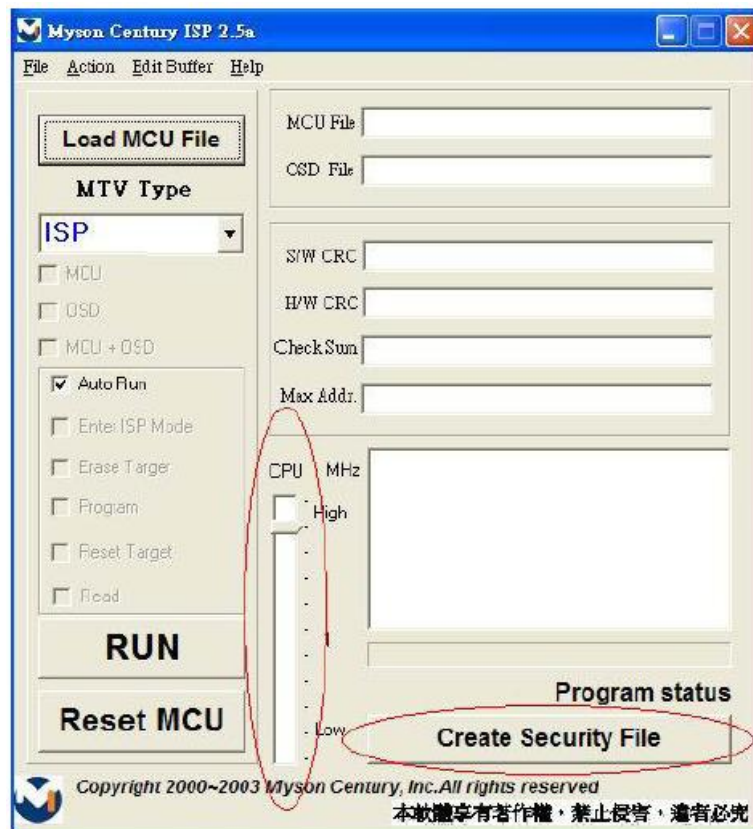 Myson Century ISP 2.5a
File Action Edit Buffer Help
Load MCU File
MTV Type
ISP
MCU
OSD
MCU + OSD
Auto Run
Enter ISP Mode
Erase Targer
Program
Reset Target
Read
RUN
Reset MCU
MCU File
OSD File
S/W CRC
H/W CRC
Check Sum
Max Addr.
CPU MHz
High
Low
Program status
Create Security File
Copyright 2000~2003 Myson Century, Inc.All rights reserved
本軟體享有著作權，禁止侵害，違者必究